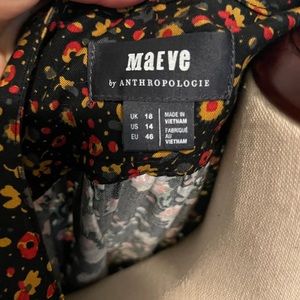 MAEVE
by ANTHROPOLOGIE
UK 18
US 14
EU 46
MADE IN
VIETNAM
FABRIQUÉ
AU
VIETNAM